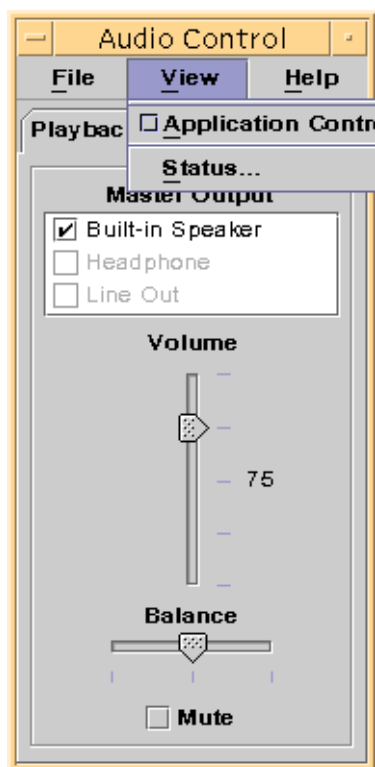 Audio Control
File View Help
Playbac
Application Contr
Status...
Master Output
Built-in Speaker
Headphone
Line Out
Volume
75
Balance
Mute